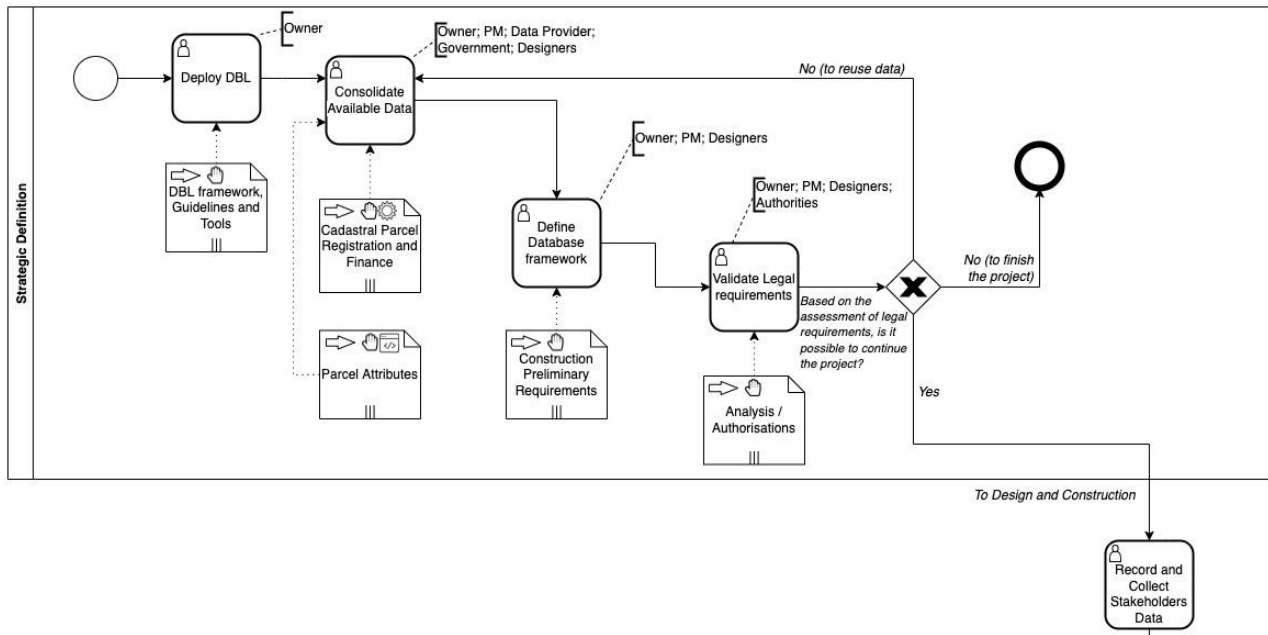 Strategic Definition
Owner
Deploy DBL
DBL framework,
Guidelines and
Tools
Owner; PM; Data Provider;
Government; Designers
Consolidate
Available Data
Cadastral Parcel
Registration and
Finance
Parcel Attributes
Owner; PM; Designers
Define
Database
framework
Construction
Preliminary
Requirements
Owner; PM; Designers;
Authorities
Validate Legal
requirements
Analysis /
Authorisations
No (to reuse data)
Based on the
assessment of legal
requirements, is it
possible to continue
the project?
No (to finish
the project)
Yes
To Design and Construction
Record and
Collect
Stakeholders
Data